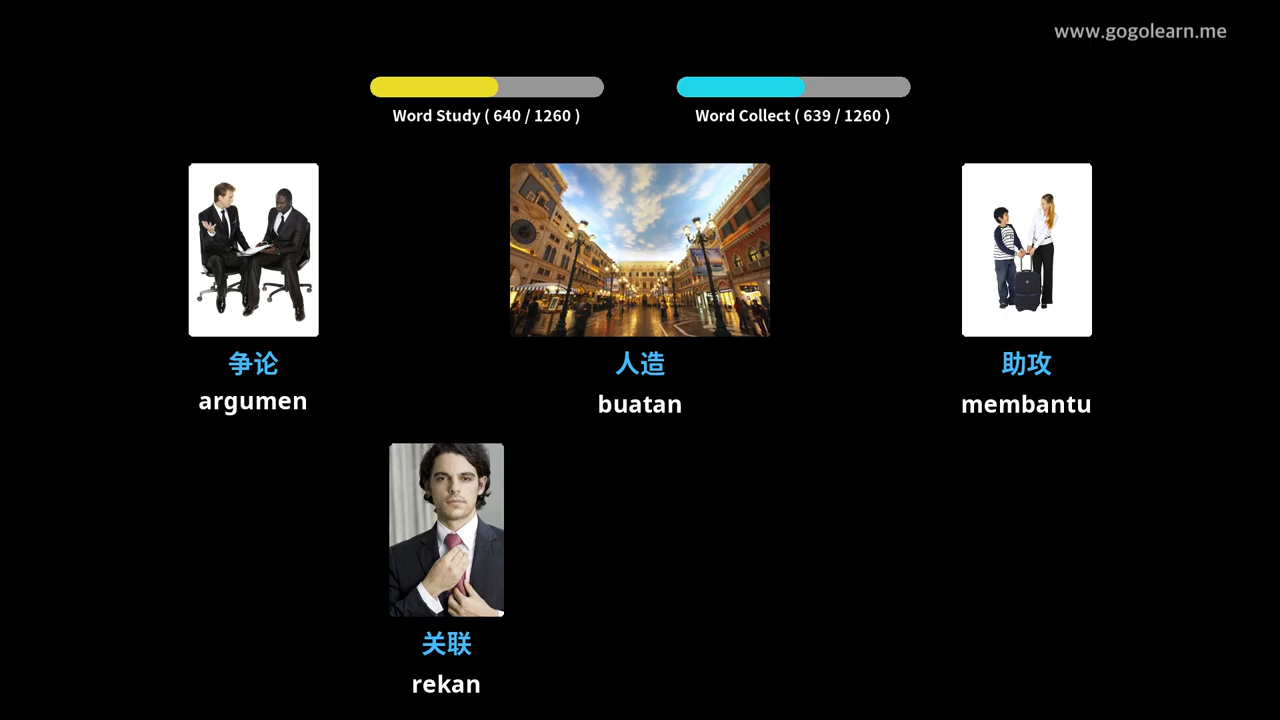 www.gogolearn.me
Word Study ( 640 / 1260 )
Word Collect ( 639 / 1260 )
争论
argumen
人造
buatan
助攻
membantu
关联
rekan